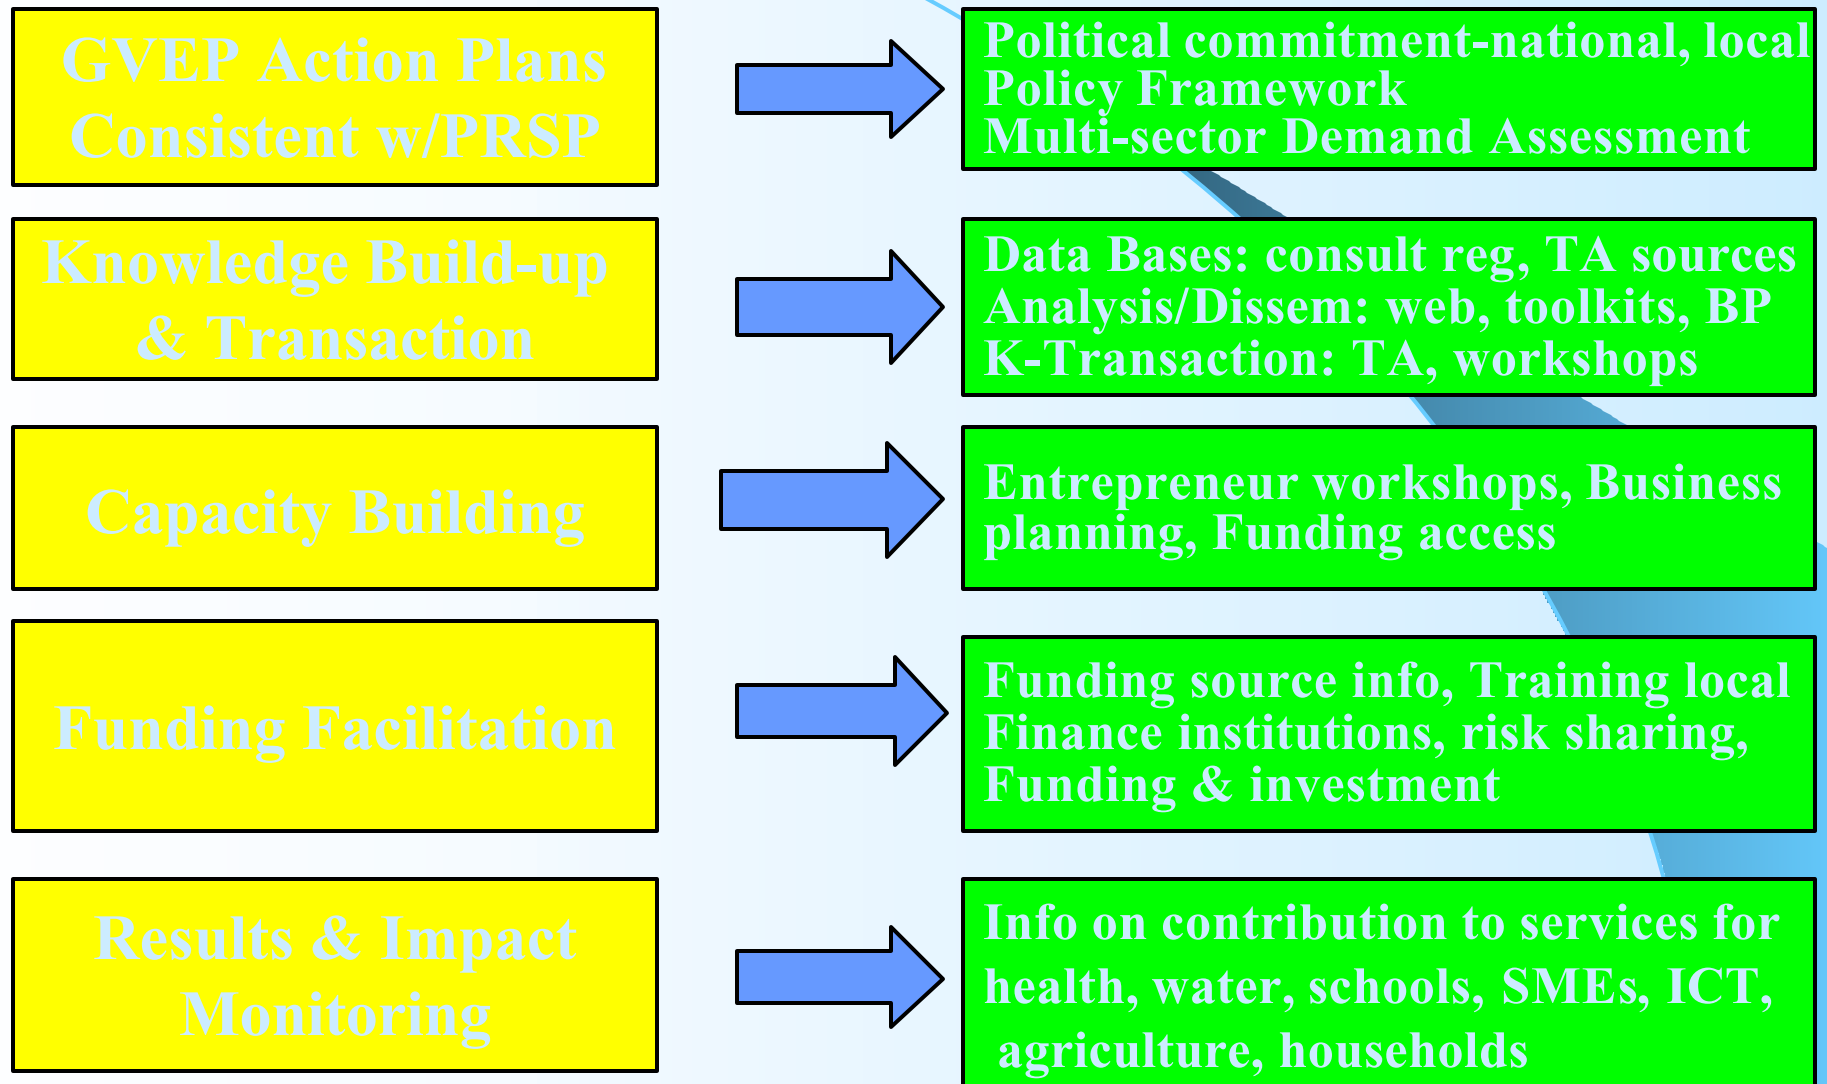 GVEP Action Plans
Consistent w/PRSP
Political commitment-national, local
Policy Framework
Multi-sector Demand Assessment
Knowledge Build-up
& Transaction
Data Bases: consult reg, TA sources
Analysis/Dissem: web, toolkits, BP
K-Transaction: TA, workshops
Capacity Building
Entrepreneur workshops, Business
planning, Funding access
Funding Facilitation
Funding source info, Training local
Finance institutions, risk sharing,
Funding & investment
Results & Impact
Monitoring
Info on contribution to services for
health, water, schools, SMEs, ICT,
agriculture, households